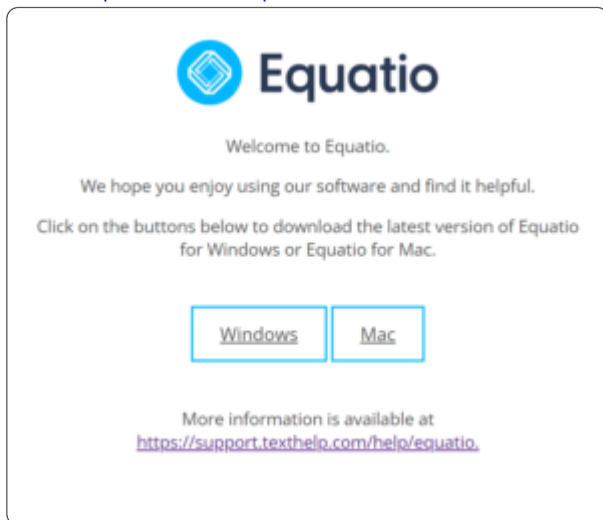 Equatio
Welcome to Equatio.
We hope you enjoy using our software and find it helpful.
Click on the buttons below to download the latest version of Equatio
for Windows or Equatio for Mac.
Windows
Mac
More information is available at
https://support.texthelp.com/help/equatio.